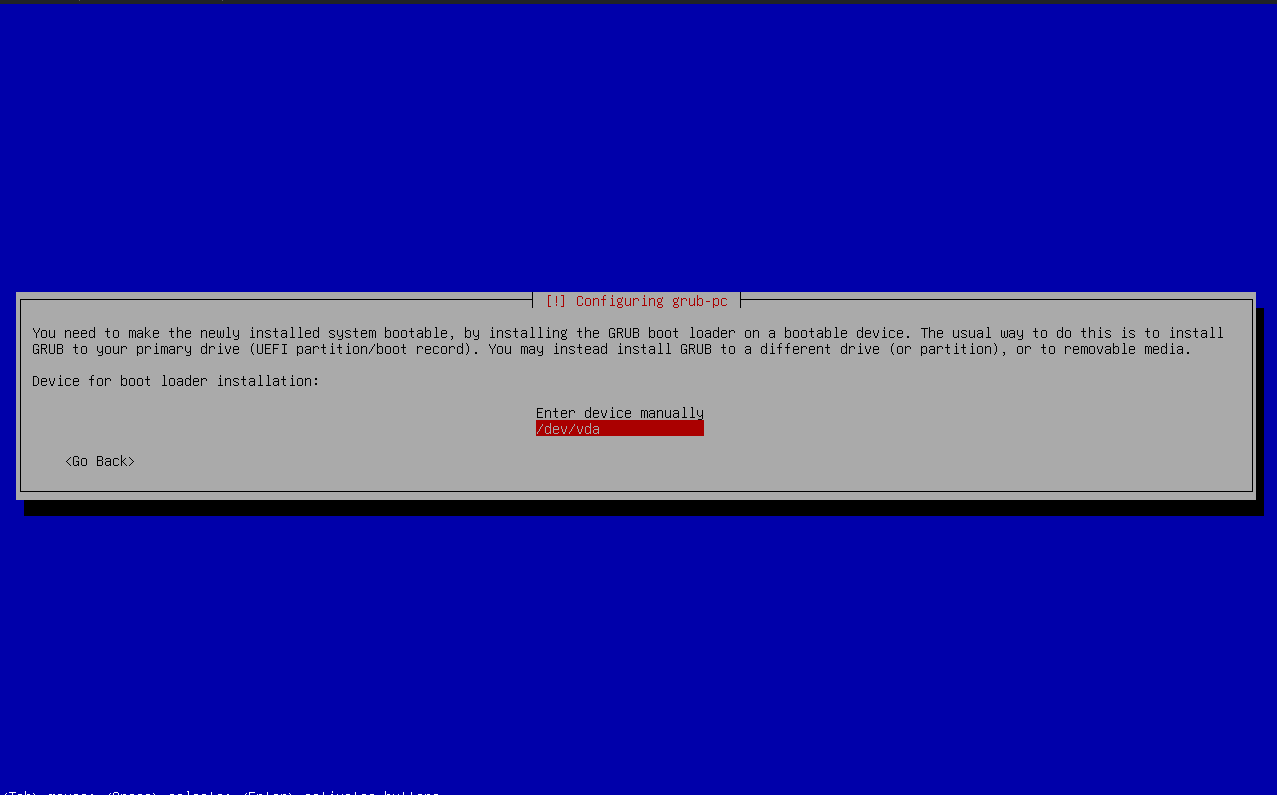 [!] Configuring grub-pc
You need to make the newly installed system bootable, by installing the GRUB boot loader on a bootable device. The usual way to do this is to install
GRUB to your primary drive (UEFI partition/boot record). You may instead install GRUB to a different drive (or partition), or to removable media.
Device for boot loader installation:
Enter device manually
/dev/vda
<Go Back>
<Tab> moves; <Space> selects; <Enter> activates buttons